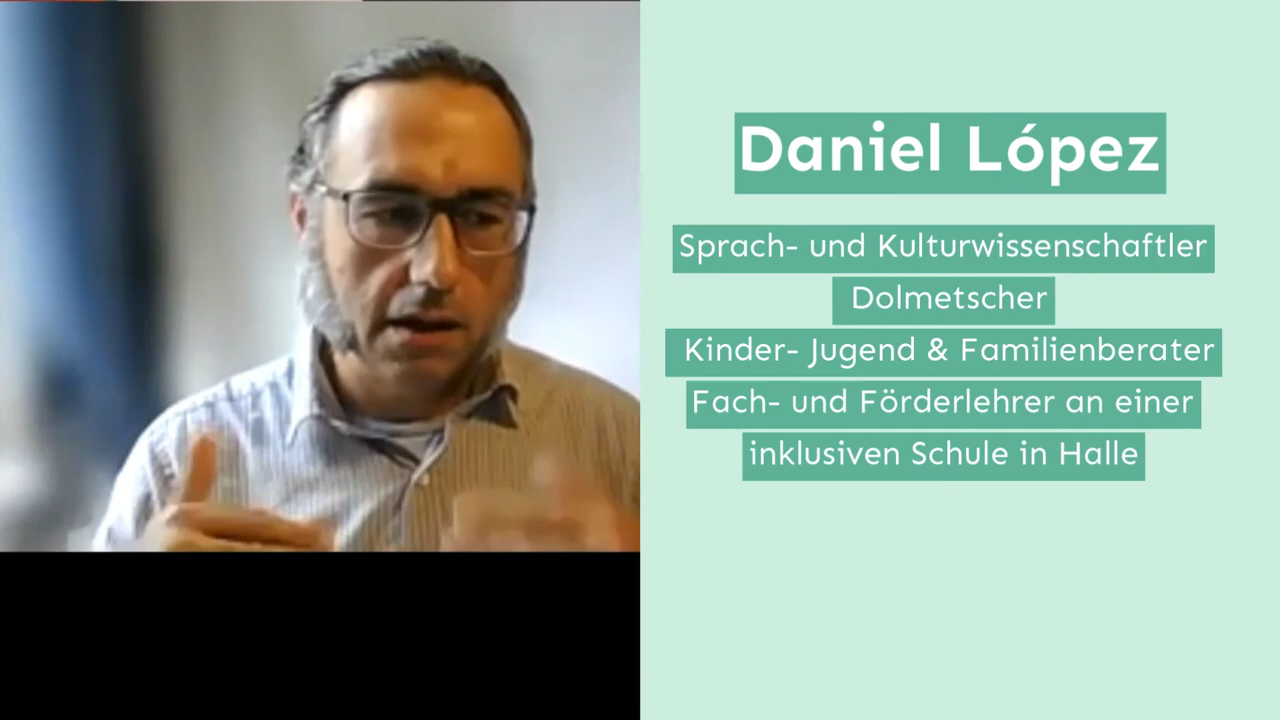 Daniel López
Sprach- und Kulturwissenschaftler
Dolmetscher
Kinder- Jugend & Familienberater
Fach- und Förderlehrer an einer
inklusiven Schule in Halle